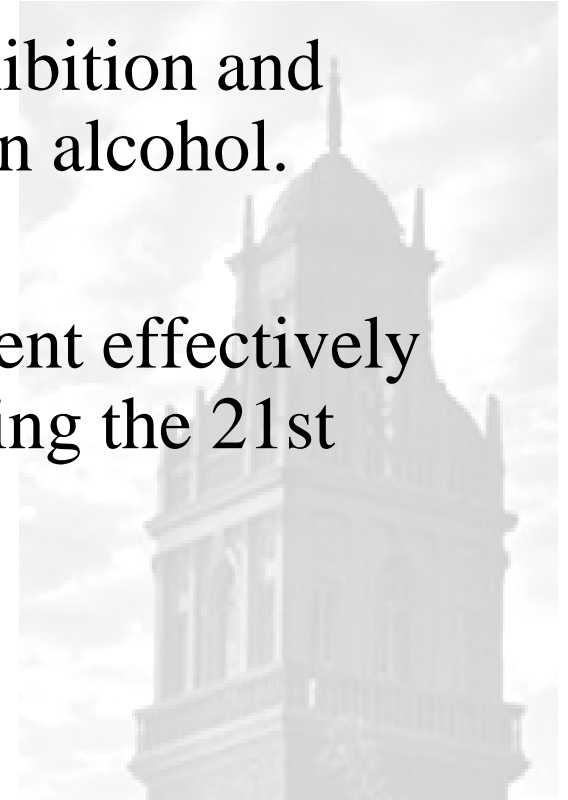 ibition and
n alcohol.
ent effectively
ing the 21st